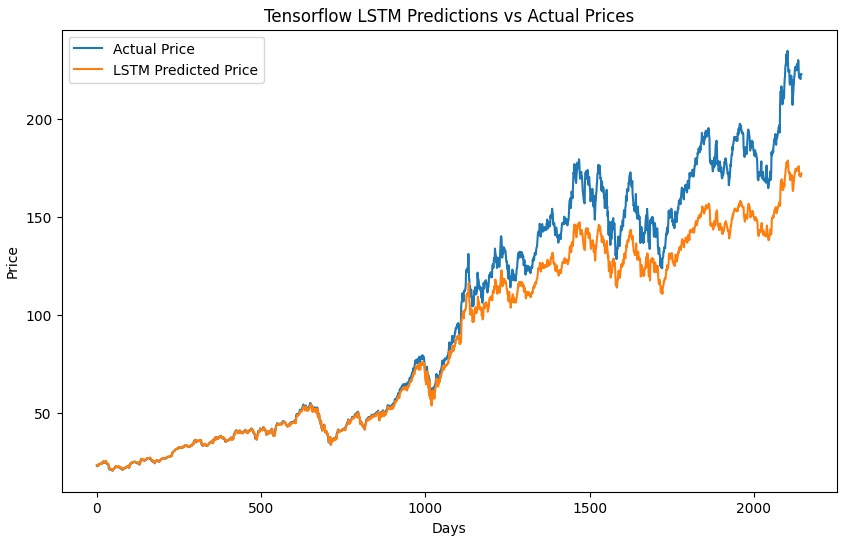 Tensorflow LSTM Predictions vs Actual Prices
Actual Price
LSTM Predicted Price
200
150
100
50
Price
0 500 1000 1500 2000
Days